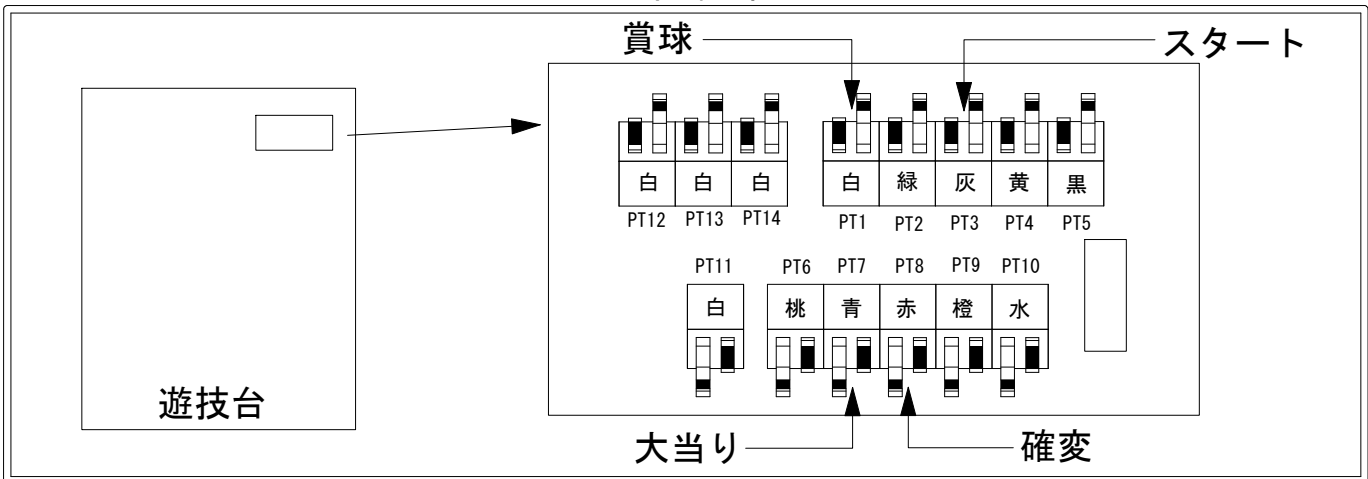 賞球
スタート
白 白 白 白 緑 灰 黄 黒
PT12 PT13 PT14 PT1 PT2 PT3 PT4 PT5
PT11 PT6 PT7 PT8 PT9 PT10
白 桃 青 赤 橙 水
遊技台
大当り
確変